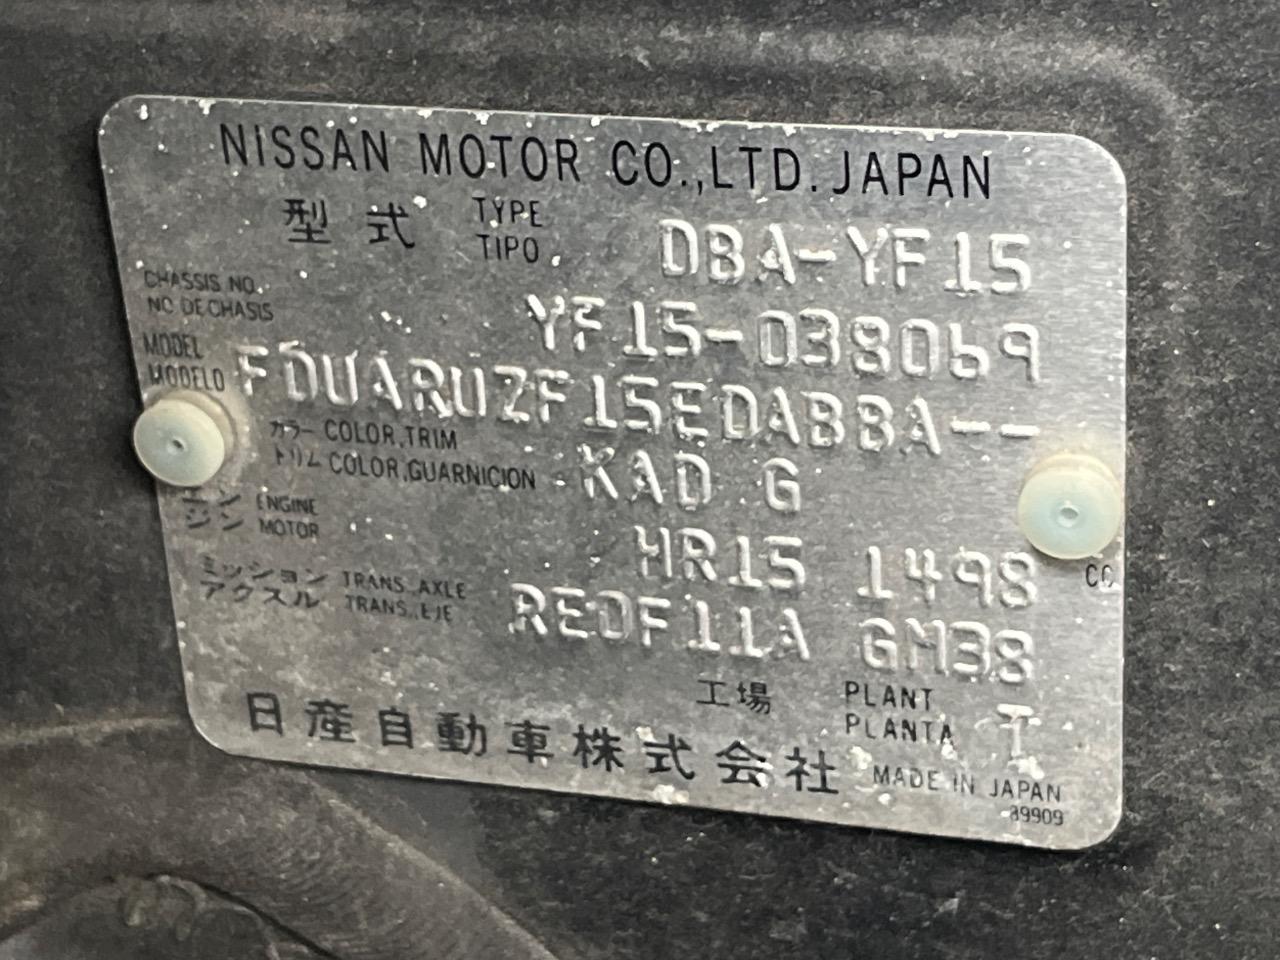 NISSAN MOTOR CO.,LTD. JAPAN
型式 TYPE TIPO DBA-YF15
CHASSIS NO.
NO DE CHASIS
YF15-038069
MODEL
MODELO
FDUARUZF15EDABBA--
カラー COLOR,TRIM
トリム COLOR,GUARNICION
KAD G
エン ENGINE
ジン MOTOR
HR15 1498
CC
ミッション TRANS. AXLE
アクスル TRANS. EJE
RE0F11A GM38
工場 PLANT
PLANTA
日産自動車株式会社 MADE IN JAPAN
89909